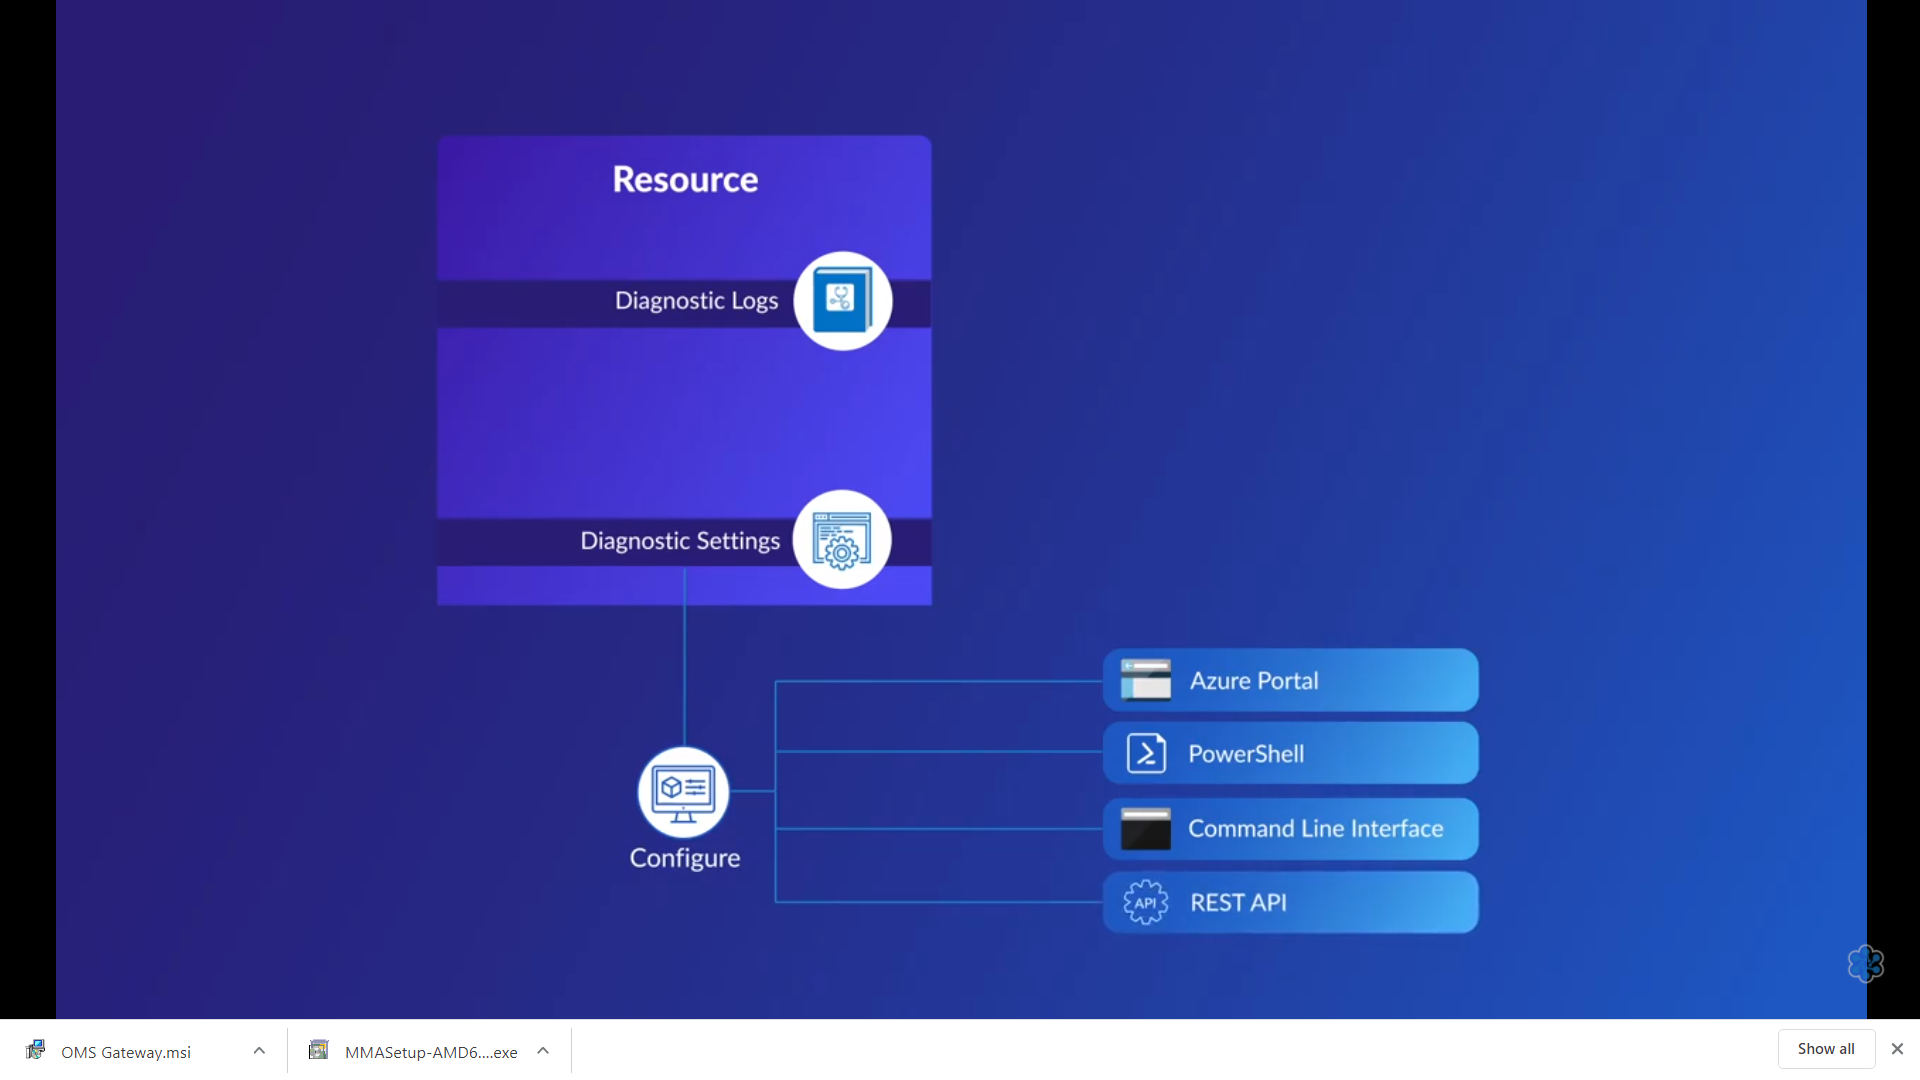 Resource
Diagnostic Logs
Diagnostic Settings
Configure
Azure Portal
PowerShell
Command Line Interface
API REST API
OMS Gateway.msi
MMASetup-AMD6....exe
Show all